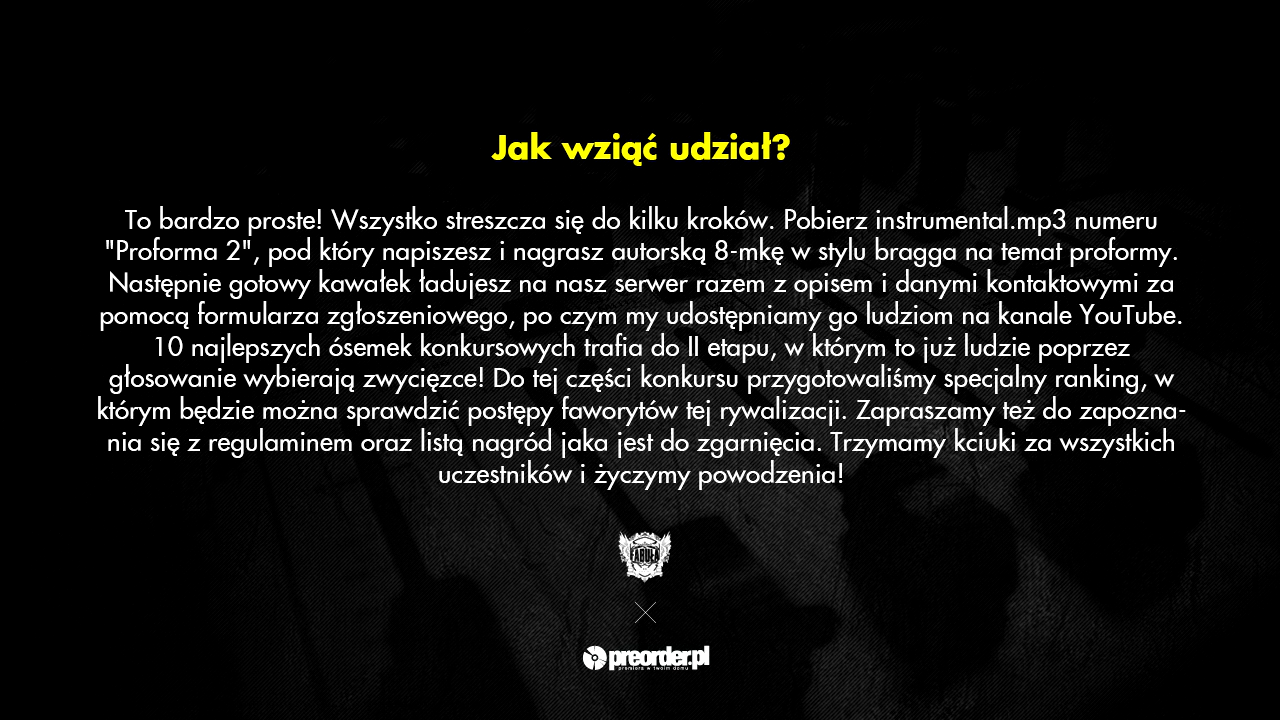 Jak wziąć udział?
To bardzo proste! Wszystko streszcza się do kilku kroków. Pobierz instrumental.mp3 numeru
"Proforma 2", pod który napiszesz i nagrasz autorską 8-mkę w stylu bragga na temat proformy.
Następnie gotowy kawałek ładujesz na nasz serwer razem z opisem i danymi kontaktowymi za
pomocą formularza zgłoszeniowego, po czym my udostępniamy go ludziom na kanale YouTube.
10 najlepszych ósemek konkursowych trafia do II etapu, w którym to już ludzie poprzez
głosowanie wybierają zwycięzce! Do tej części konkursu przygotowaliśmy specjalny ranking, w
którym będzie można sprawdzić postępy faworytów tej rywalizacji. Zapraszamy też do zapozna-
nia się z regulaminem oraz listą nagród jaka jest do zgarnięcia. Trzymamy kciuki za wszystkich
uczestników i życzymy powodzenia!
FABUŁA
preorder.pl
premiera w twoim domu